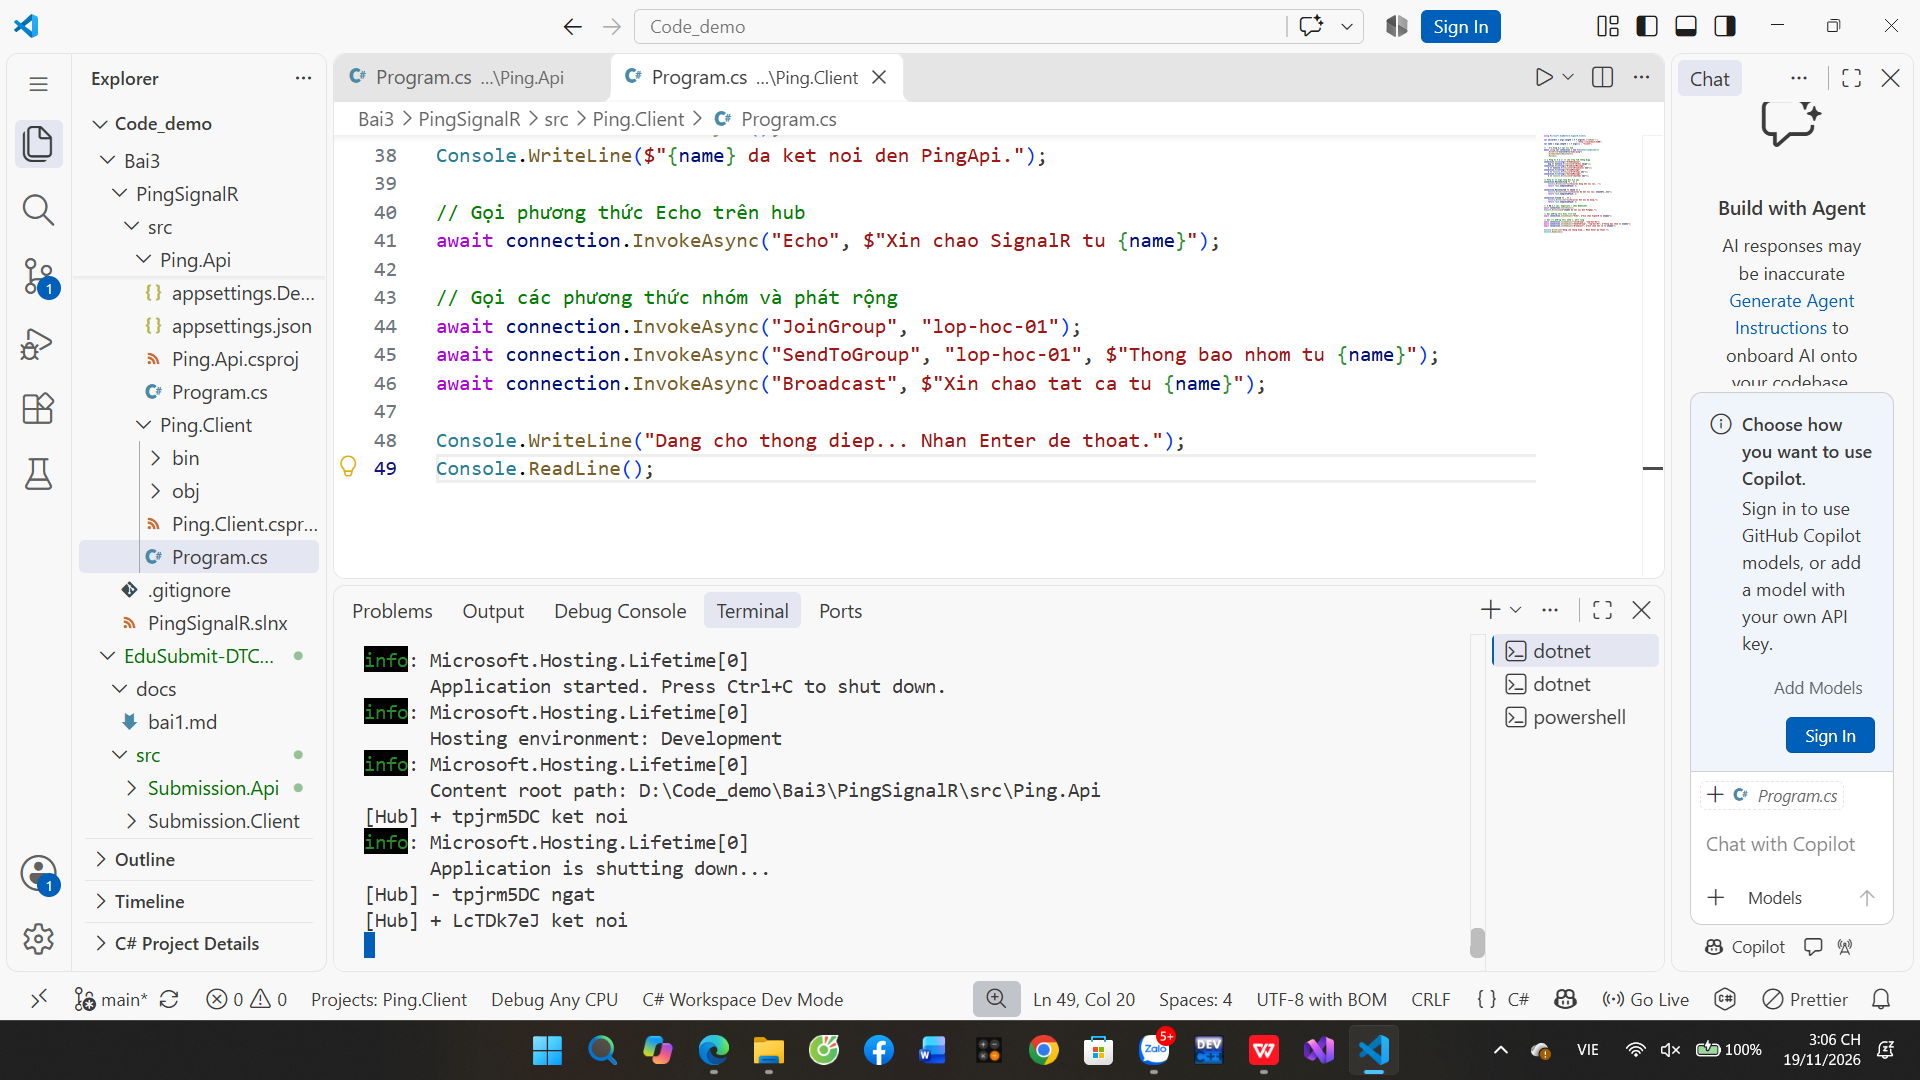 Code_demo
Sign In
Explorer
Code_demo
Bai3
PingSignalR
src
Ping.Api
appsettings.De...
appsettings.json
Ping.Api.csproj
Program.cs
Ping.Client
bin
obj
Ping.Client.cspr...
Program.cs
.gitignore
PingSignalR.slnx
EduSubmit-DTC...
docs
bai1.md
src
Submission.Api
Submission.Client
Outline
Timeline
C# Project Details
Program.cs ...\Ping.Api
Program.cs ...\Ping.Client
Bai3 > PingSignalR > src > Ping.Client > Program.cs
38 Console.WriteLine($"{name} da ket noi den PingApi.");
39
40 // Gọi phương thức Echo trên hub
41 await connection.InvokeAsync("Echo", $"Xin chao SignalR tu {name}");
42
43 // Gọi các phương thức nhóm và phát rộng
44 await connection.InvokeAsync("JoinGroup", "lop-hoc-01");
45 await connection.InvokeAsync("SendToGroup", "lop-hoc-01", $"Thong bao nhom tu {name}");
46 await connection.InvokeAsync("Broadcast", $"Xin chao tat ca tu {name}");
47
48 Console.WriteLine("Dang cho thong diep... Nhan Enter de thoat.");
49 Console.ReadLine();
Problems Output Debug Console Terminal Ports
info: Microsoft.Hosting.Lifetime[0]
Application started. Press Ctrl+C to shut down.
info: Microsoft.Hosting.Lifetime[0]
Hosting environment: Development
info: Microsoft.Hosting.Lifetime[0]
Content root path: D:\Code_demo\Bai3\PingSignalR\src\Ping.Api
[Hub] + tpjrm5DC ket noi
info: Microsoft.Hosting.Lifetime[0]
Application is shutting down...
[Hub] - tpjrm5DC ngat
[Hub] + LcTDk7eJ ket noi
dotnet
dotnet
powershell
Chat
Build with Agent
AI responses may
be inaccurate
Generate Agent
Instructions to
onboard AI onto
your codebase
Choose how
you want to use
Copilot.
Sign in to use
GitHub Copilot
models, or add
a model with
your own API
key.
Add Models
Sign In
Program.cs
Chat with Copilot
Models
Copilot
1
1
main* 0 0 Projects: Ping.Client Debug Any CPU C# Workspace Dev Mode Ln 49, Col 20 Spaces: 4 UTF-8 with BOM CRLF { } C# Go Live Prettier
5+
Zalo
DEV
VIE
100%
3:06 CH
19/11/2026